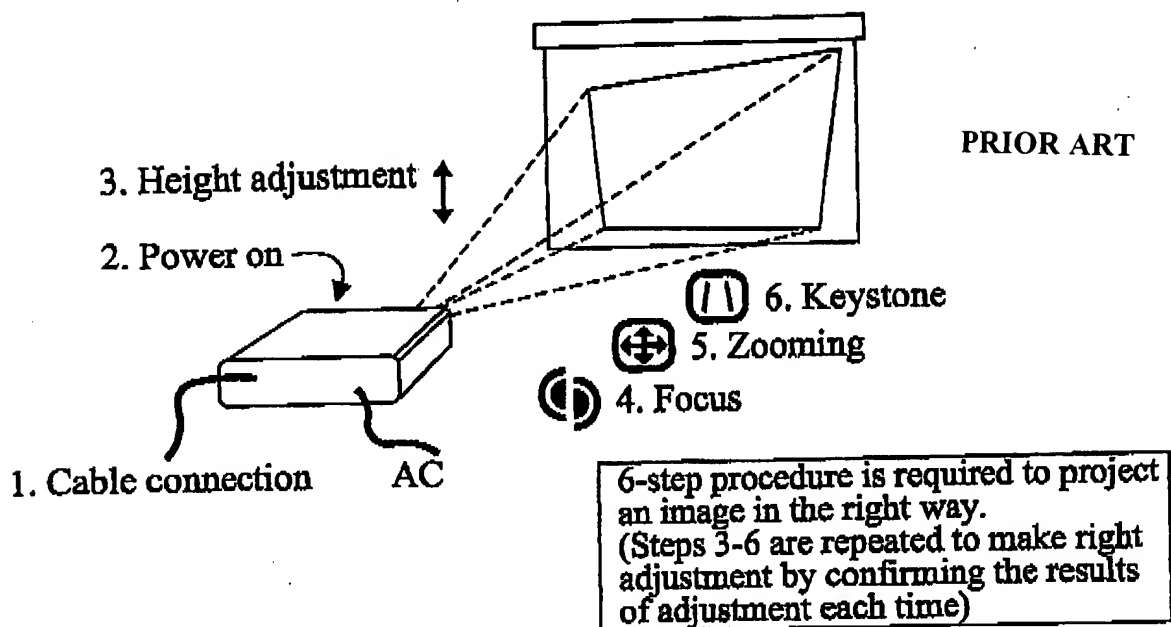 PRIOR ART
3. Height adjustment
2. Power on
6. Keystone
5. Zooming
4. Focus
1. Cable connection
AC
6-step procedure is required to project
an image in the right way.
(Steps 3-6 are repeated to make right
adjustment by confirming the results
of adjustment each time)